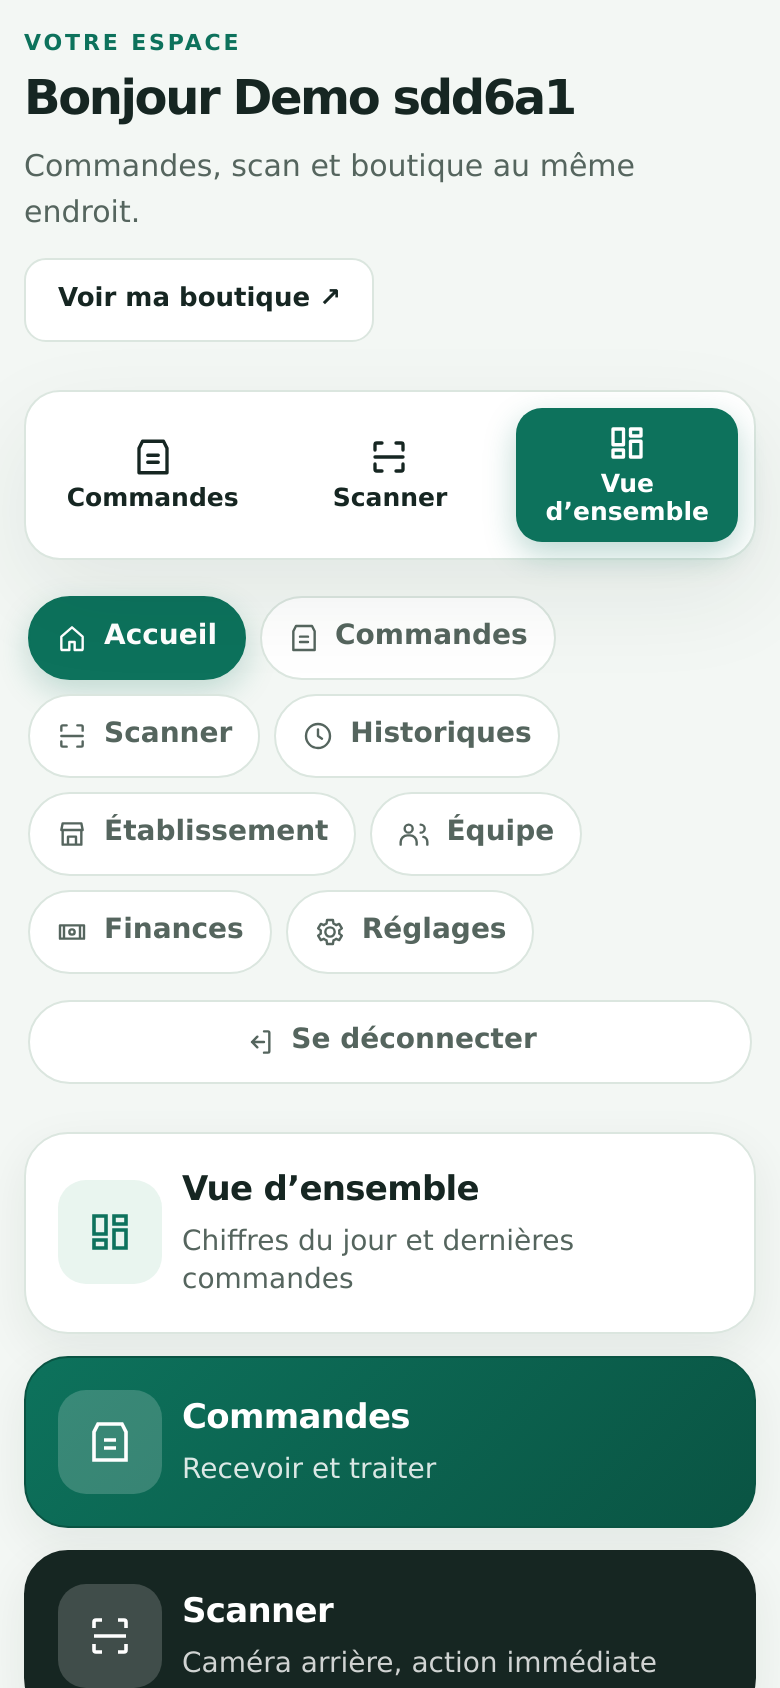 VOTRE ESPACE
Bonjour Demo sdd6a1
Commandes, scan et boutique au même
endroit.
Voir ma boutique ↗
Commandes
Scanner
Vue
d’ensemble
Accueil
Commandes
Scanner
Historiques
Établissement
Équipe
Finances
Réglages
Se déconnecter
Vue d’ensemble
Chiffres du jour et dernières
commandes
Commandes
Recevoir et traiter
Scanner
Caméra arrière, action immédiate